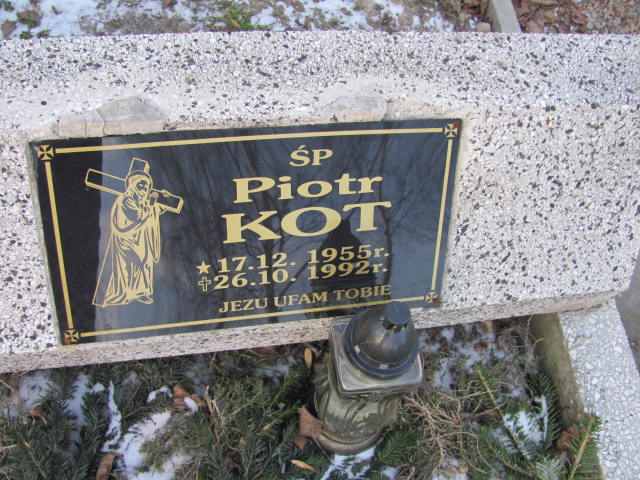 ŚP
Piotr
KOT
★ 17.12. 1955r.
✝ 26.10. 1992r.
JEZU UFAM TOBIE